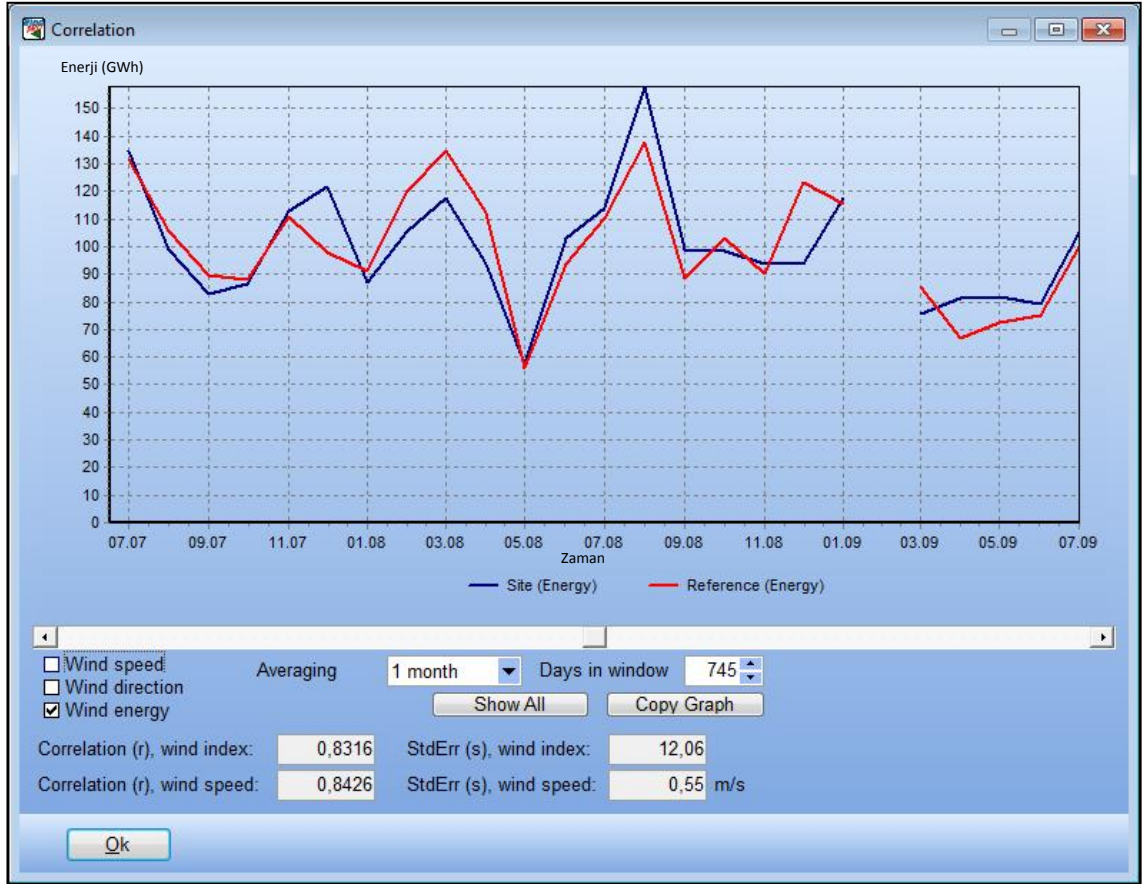 Correlation
Enerji (GWh)
150
140
130
120
110
100
90
80
70
60
50
40
30
20
10
0
07.07 09.07 11.07 01.08 03.08 05.08 07.08 09.08 11.08 01.09 03.09 05.09 07.09
Zaman
Site (Energy) Reference (Energy)
Wind speed
Averaging 1 month Days in window 745
Wind direction
Show All Copy Graph
Wind energy
Correlation (r), wind index: 0,8316 StdErr (s), wind index: 12,06
Correlation (r), wind speed: 0,8426 StdErr (s), wind speed: 0,55 m/s
Ok